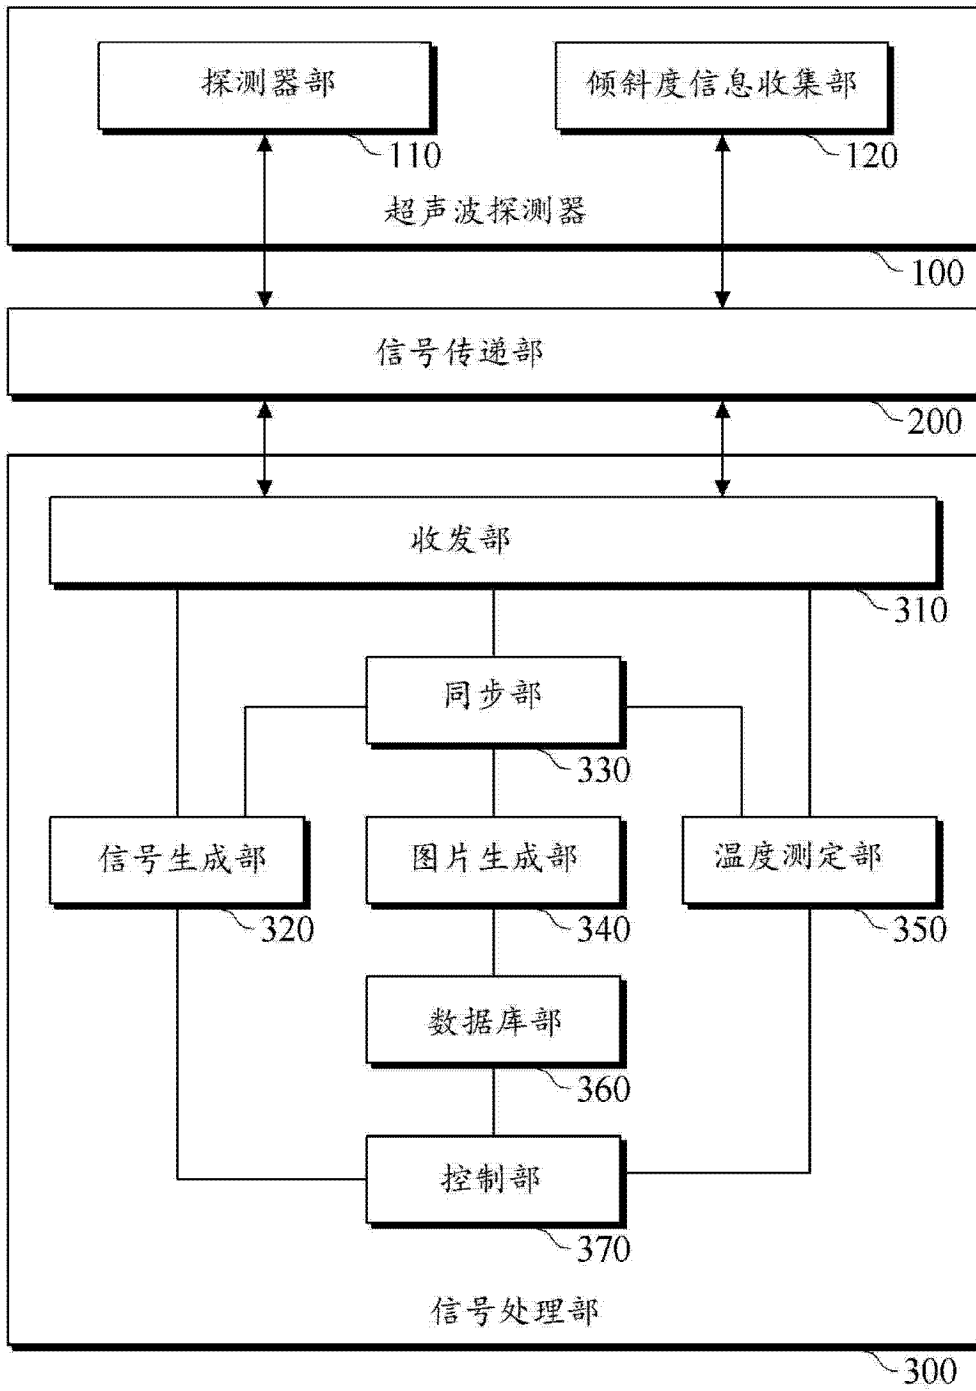 探测器部
倾斜度信息收集部
110
120
超声波探测器
100
信号传递部
200
收发部
310
同步部
330
信号生成部
图片生成部
温度测定部
320
340
350
数据库部
360
控制部
370
信号处理部
300